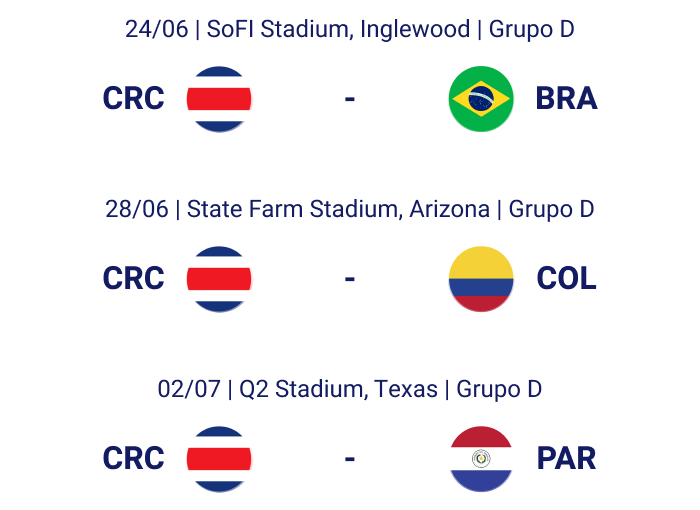 24/06 | SoFI Stadium, Inglewood | Grupo D
CRC - BRA
28/06 | State Farm Stadium, Arizona | Grupo D
CRC - COL
02/07 | Q2 Stadium, Texas | Grupo D
CRC - PAR